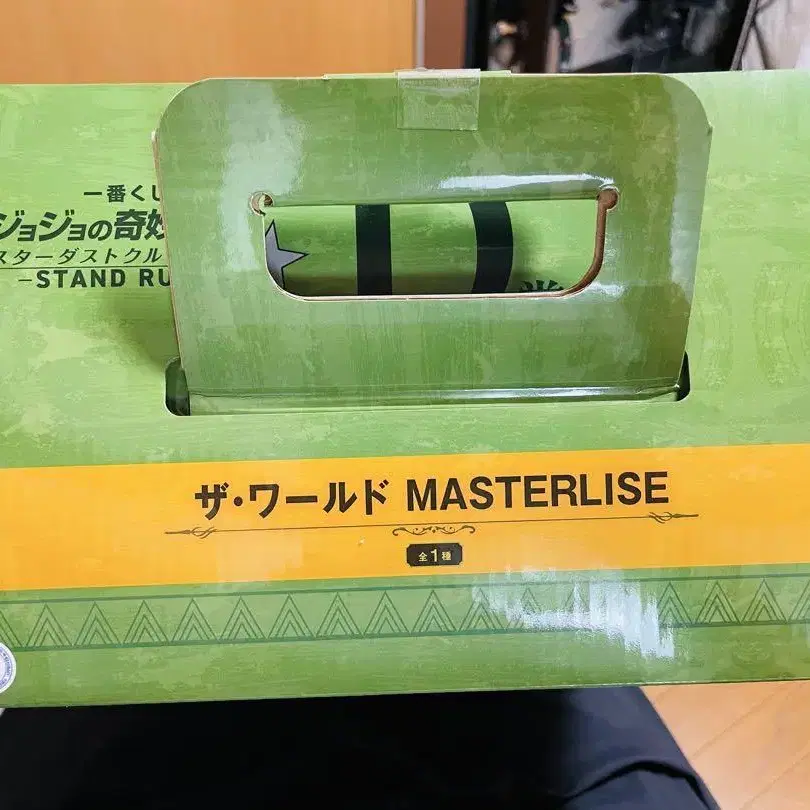 一番くじ
ジョジョの奇妙
スターダストクル
–STAND RU
D
賞
ザ・ワールド MASTERLISE
全1種